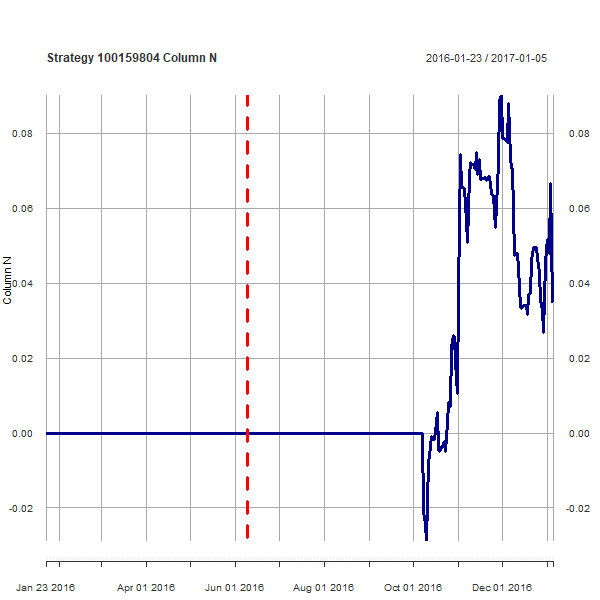 Strategy 100159804 Column N 2016-01-23 / 2017-01-05
0.08 0.08
0.06 0.06
0.04 0.04
0.02 0.02
0.00 0.00
-0.02 -0.02
Column N
Jan 23 2016 Apr 01 2016 Jun 01 2016 Aug 01 2016 Oct 01 2016 Dec 01 2016